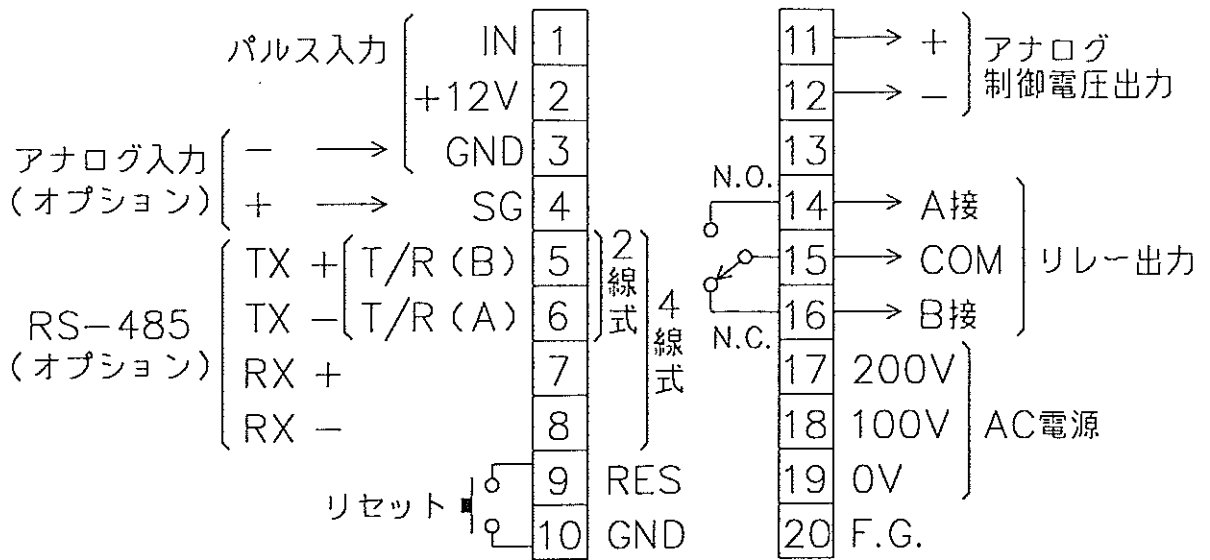 パルス入力
IN 1
+12V 2
アナログ入力
(オプション)
− GND 3
+ SG 4
RS−485
(オプション)
TX + T/R (B) 5
TX − T/R (A) 6
RX + 7
RX − 8
2線式
4線式
リセット
9 RES
10 GND
11 +
12 −
アナログ
制御電圧出力
13
N.O.
14 A接
15 COM
16 B接
N.C.
リレー出力
17 200V
18 100V
19 0V
AC電源
20 F.G.